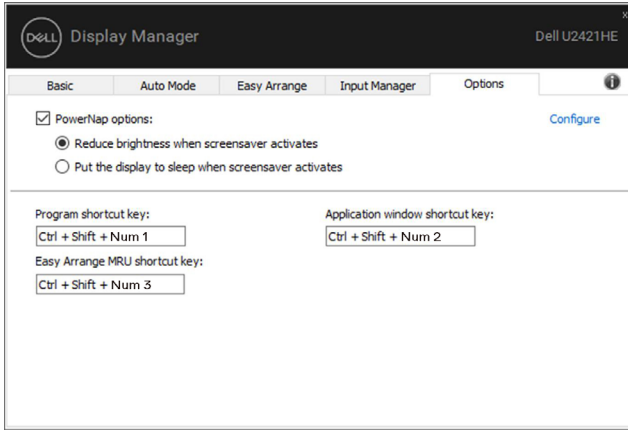 DELL Display Manager
Dell U2421HE
Basic Auto Mode Easy Arrange Input Manager Options
PowerNap options:
Configure
Reduce brightness when screensaver activates
Put the display to sleep when screensaver activates
Program shortcut key:
Application window shortcut key:
Ctrl + Shift + Num 1
Ctrl + Shift + Num 2
Easy Arrange MRU shortcut key:
Ctrl + Shift + Num 3